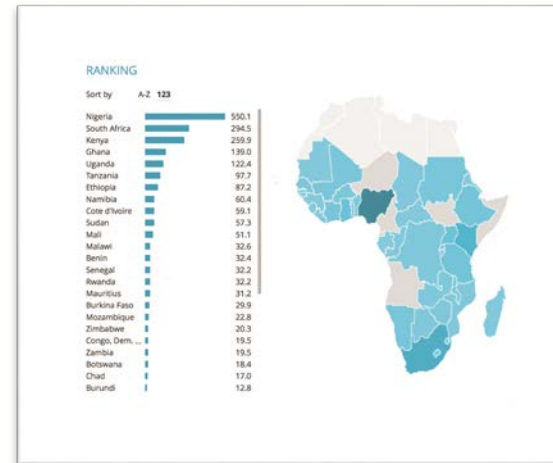 RANKING
Sort by A-Z 123
Nigeria 550.1
South Africa 294.5
Kenya 259.9
Ghana 139.0
Uganda 122.4
Tanzania 97.7
Ethiopia 87.2
Namibia 60.4
Cote d'Ivoire 59.1
Sudan 57.3
Mali 51.1
Malawi 32.6
Benin 32.4
Senegal 32.2
Rwanda 32.2
Mauritius 31.2
Burkina Faso 29.9
Mozambique 22.8
Zimbabwe 20.3
Congo, Dem. ... 19.5
Zambia 19.5
Botswana 18.4
Chad 17.0
Burundi 12.8